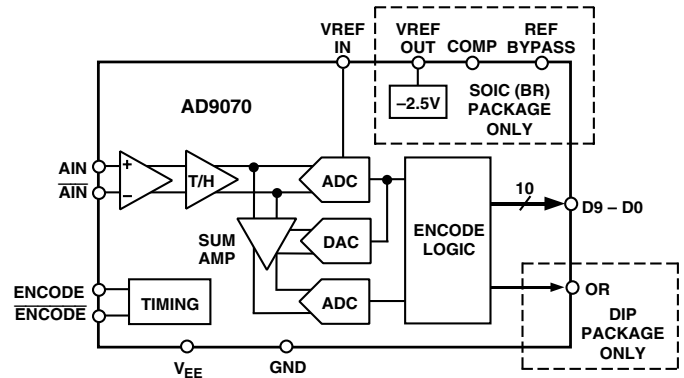 VREF IN
VREF OUT
COMP
REF BYPASS
AD9070
–2.5V
SOIC (BR)
PACKAGE
ONLY
AIN
AIN
+
–
T/H
ADC
10
D9 – D0
SUM
AMP
DAC
ENCODE
LOGIC
ENCODE
ENCODE
TIMING
ADC
OR
DIP
PACKAGE
ONLY
VEE
GND